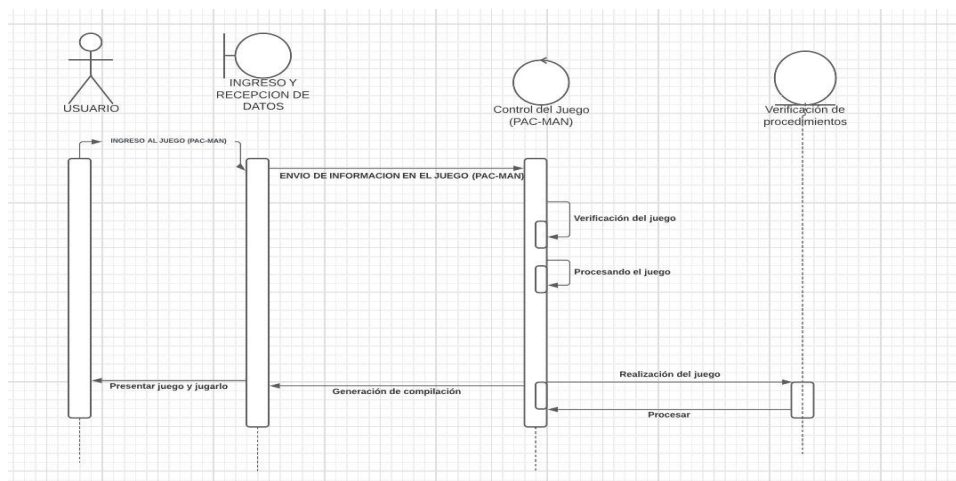 USUARIO
INGRESO Y
RECEPCION DE
DATOS
Control del Juego
(PAC-MAN)
Verificación de
procedimientos
INGRESO AL JUEGO (PAC-MAN)
ENVIO DE INFORMACION EN EL JUEGO (PAC-MAN)
Verificación del juego
Procesando el juego
Realización del juego
Presentar juego y jugarlo
Generación de compilación
Procesar